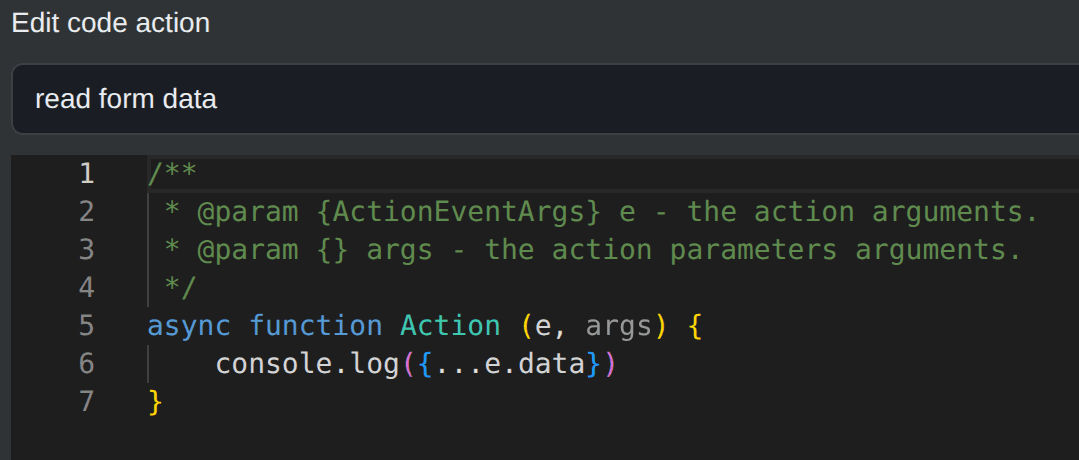 Edit code action
read form data
1 /**
2  * @param {ActionEventArgs} e - the action arguments.
3  * @param {} args - the action parameters arguments.
4  */
5 async function Action (e, args) {
6     console.log({...e.data})
7 }